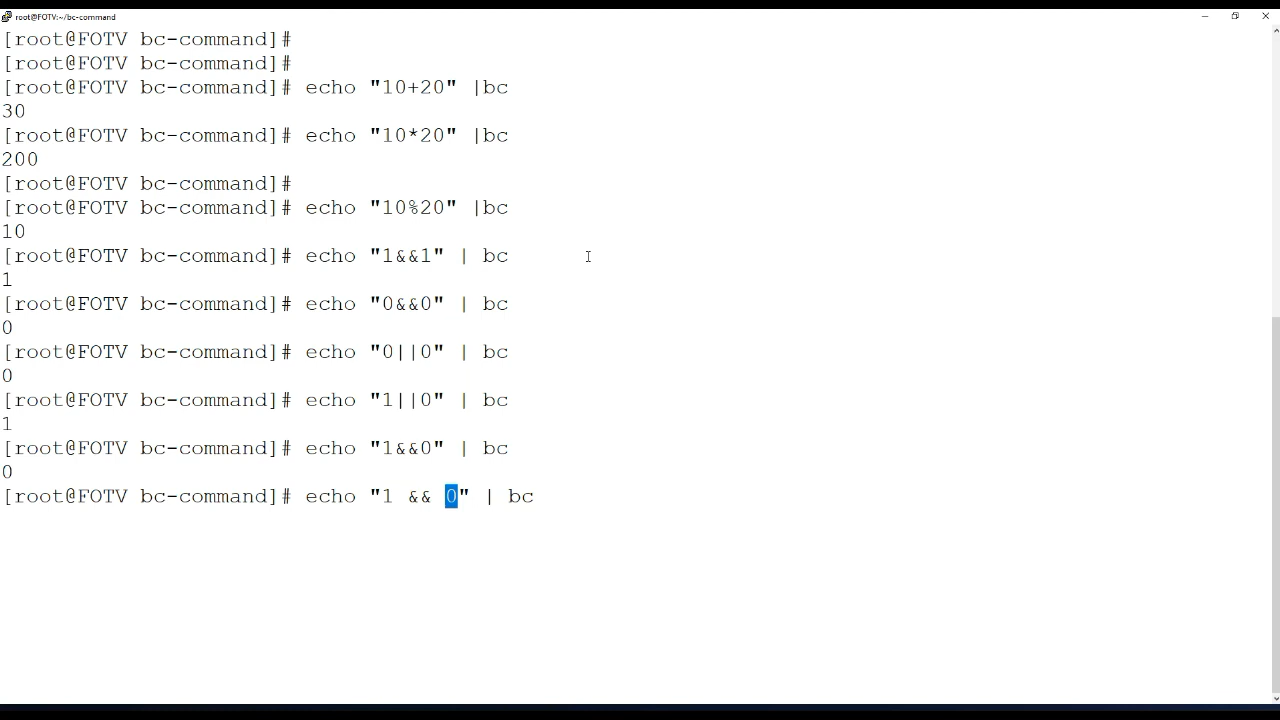 root@FOTV:~/bc-command
[root@FOTV bc-command]#
[root@FOTV bc-command]#
[root@FOTV bc-command]# echo "10+20" |bc
30
[root@FOTV bc-command]# echo "10*20" |bc
200
[root@FOTV bc-command]#
[root@FOTV bc-command]# echo "10%20" |bc
10
[root@FOTV bc-command]# echo "1&&1" | bc
1
[root@FOTV bc-command]# echo "0&&0" | bc
0
[root@FOTV bc-command]# echo "0||0" | bc
0
[root@FOTV bc-command]# echo "1||0" | bc
1
[root@FOTV bc-command]# echo "1&&0" | bc
0
[root@FOTV bc-command]# echo "1 && 0" | bc